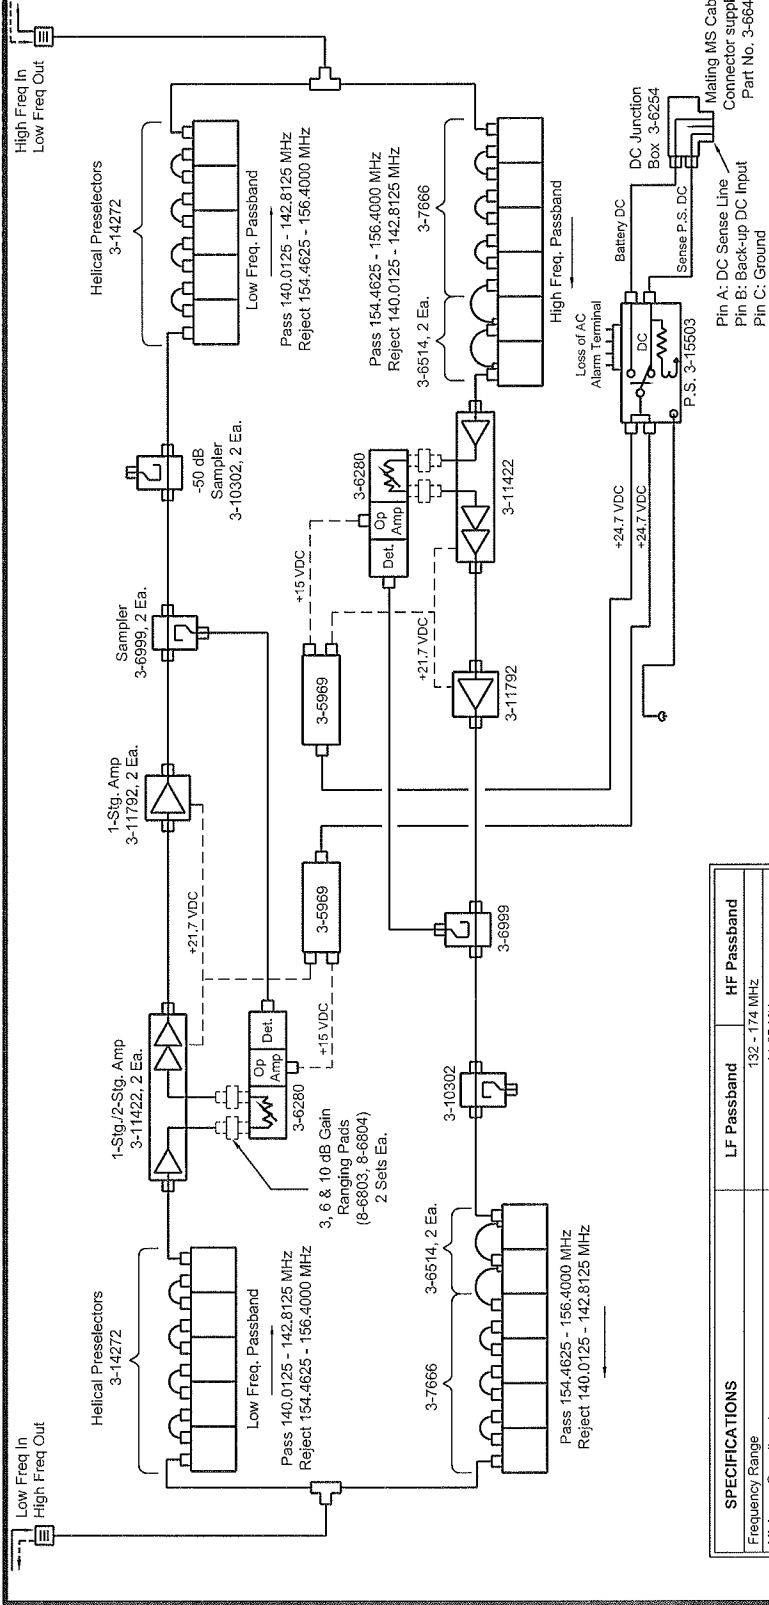 Low Freq In
High Freq Out
Helical Preselectors
3-14272
Low Freq. Passband
Pass 140.0125 - 142.8125 MHz
Reject 154.4625 - 156.4000 MHz
1-Stg./2-Stg. Amp
3-11422, 2 Ea.
+21.7 VDC
1-Stg. Amp
3-11792, 2 Ea.
Sampler
3-6999, 2 Ea.
-50 dB
Sampler
3-10302, 2 Ea.
Helical Preselectors
3-14272
Low Freq. Passband
Pass 140.0125 - 142.8125 MHz
Reject 154.4625 - 156.4000 MHz
High Freq In
Low Freq Out
Op
Amp
Det.
3-6280
+15 VDC
3, 6 & 10 dB Gain
Ranging Pads
(8-6803, 8-6804)
2 Sets Ea.
3-5969
3-5969
+15 VDC
+21.7 VDC
Det.
Op
Amp
3-6280
Pass 154.4625 - 156.4000 MHz
Reject 140.0125 - 142.8125 MHz
3-6514, 2 Ea.
3-7666
High Freq. Passband
3-7666
3-6514, 2 Ea.
Pass 154.4625 - 156.4000 MHz
Reject 140.0125 - 142.8125 MHz
3-10302
3-6999
3-11792
3-11422
+24.7 VDC
+24.7 VDC
Loss of AC
Alarm Terminal
DC
P.S. 3-15503
Battery DC
Sense P.S. DC
DC Junction
Box 3-6254
Mating MS Cab
Connector suppl
Part No. 3-664
Pin A: DC Sense Line
Pin B: Back-up DC Input
Pin C: Ground
SPECIFICATIONS LF Passband HF Passband
Frequency Range 132 - 174 MHz